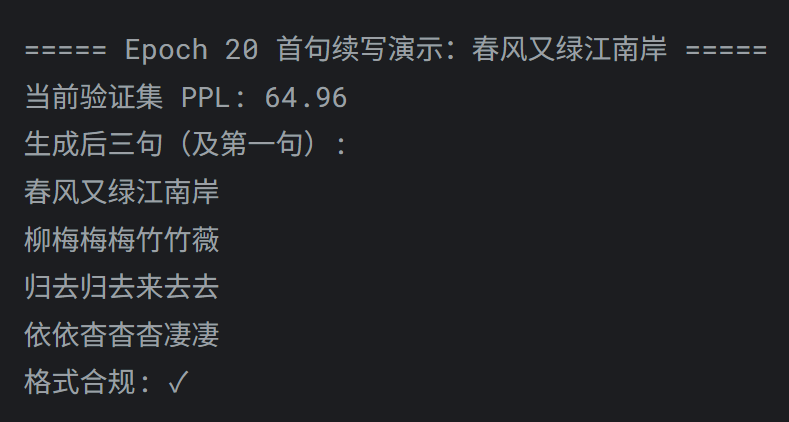 ===== Epoch 20 首句续写演示：春风又绿江南岸 =====
当前验证集 PPL: 64.96
生成后三句（及第一句）:
春风又绿江南岸
柳梅梅梅竹竹薇
归去归去来去去
依依杳杳杳凄凄
格式合规: ✓